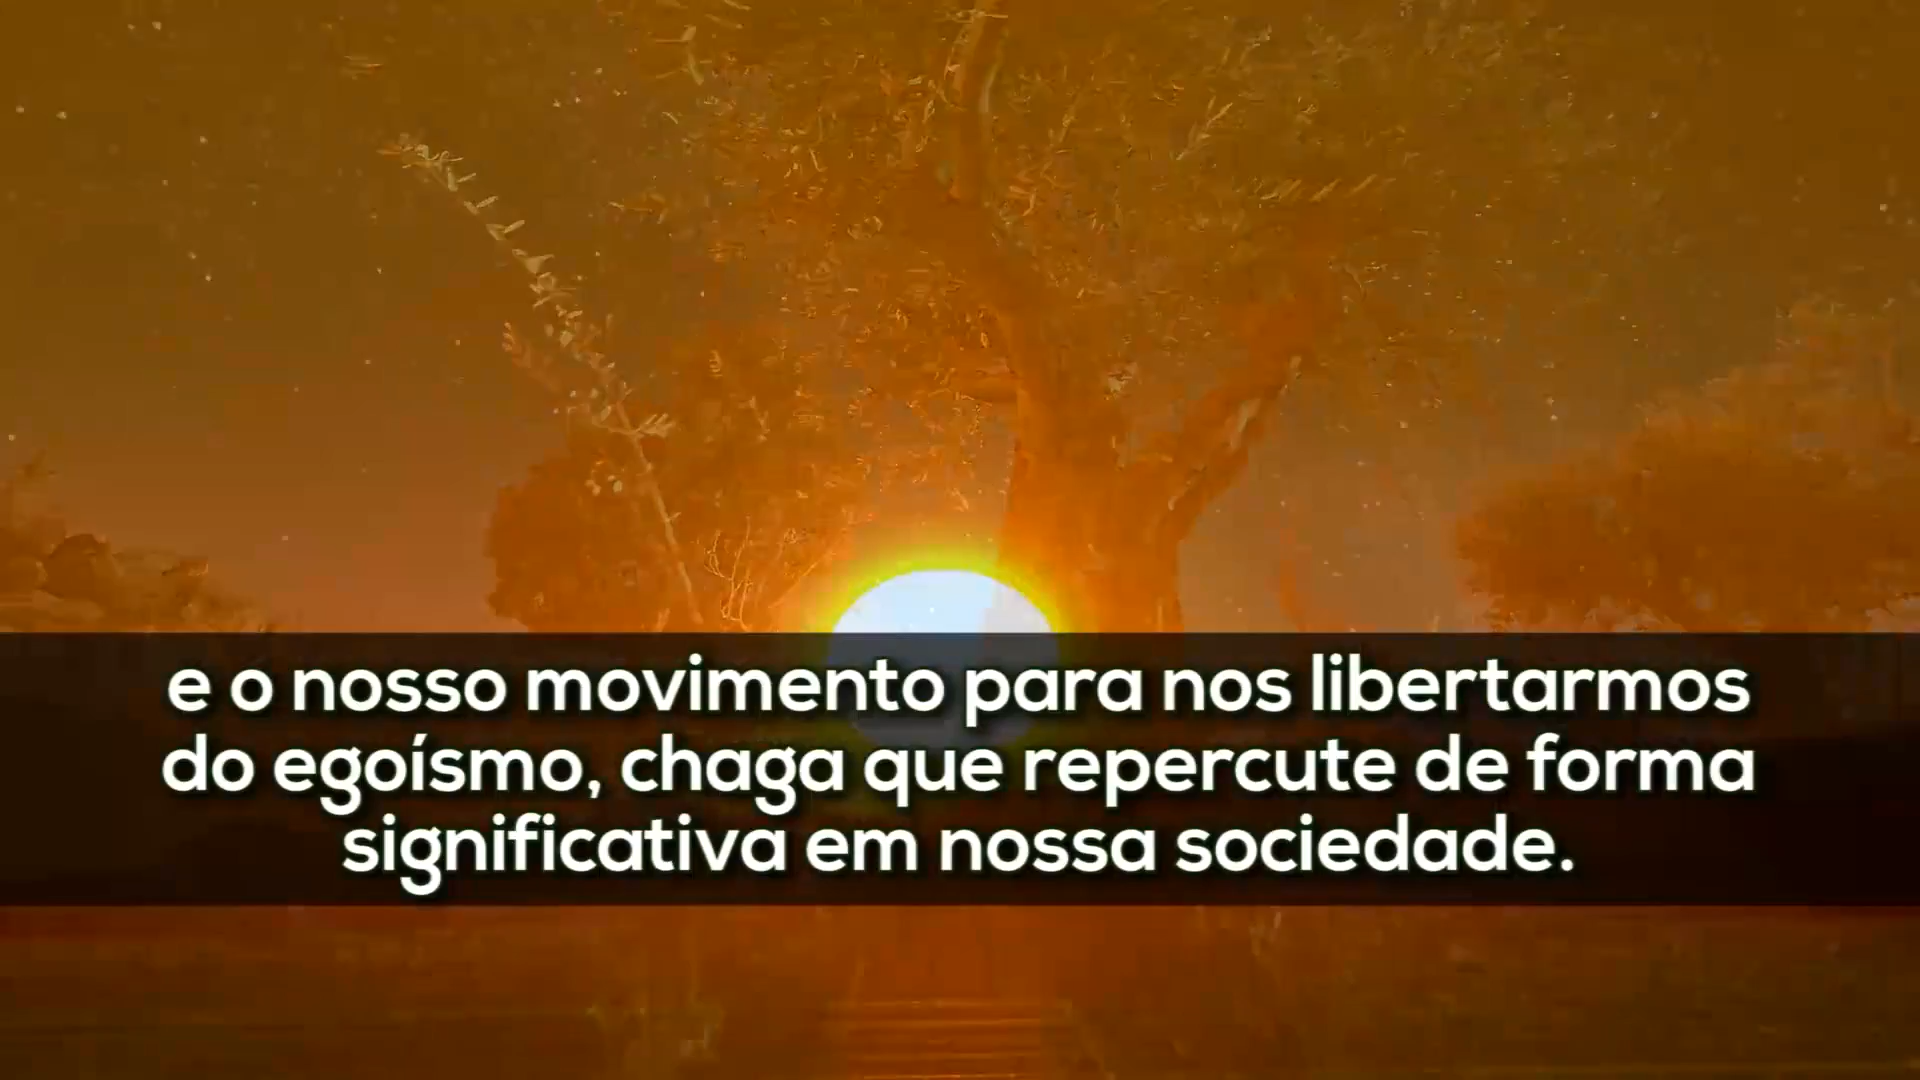 e o nosso movimento para nos libertarmos
do egoísmo, chaga que repercute de forma
significativa em nossa sociedade.